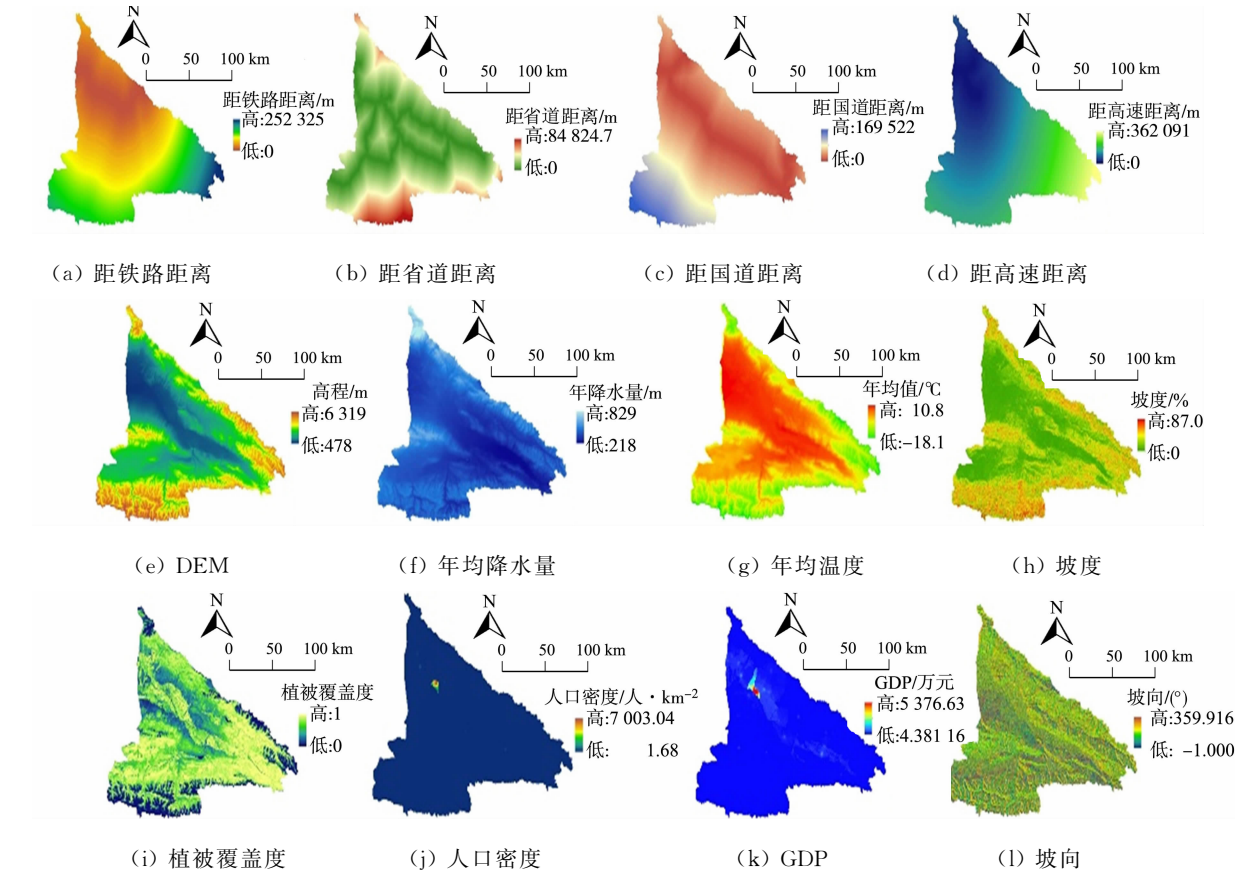 N
0 50 100 km
距铁路距离/m
高:252 325
低:0
(a) 距铁路距离
N
0 50 100 km
距省道距离/m
高:84 824.7
低:0
(b) 距省道距离
N
0 50 100 km
距国道距离/m
高:169 522
低:0
(c) 距国道距离
N
0 50 100 km
距高速距离/m
高:362 091
低:0
(d) 距高速距离
N
0 50 100 km
高程/m
高:6 319
低:478
(e) DEM
N
0 50 100 km
年降水量/m
高:829
低:218
(f) 年均降水量
N
0 50 100 km
年均值/℃
高: 10.8
低:-18.1
(g) 年均温度
N
0 50 100 km
坡度/%
高:87.0
低:0
(h) 坡度
N
0 50 100 km
植被覆盖度
高:1
低:0
(i) 植被覆盖度
N
0 50 100 km
人口密度/人·km⁻²
高:7 003.04
低: 1.68
(j) 人口密度
N
0 50 100 km
GDP/万元
高:5 376.63
低:4.381 16
(k) GDP
N
0 50 100 km
坡向/(°)
高:359.916
低: -1.000
(l) 坡向